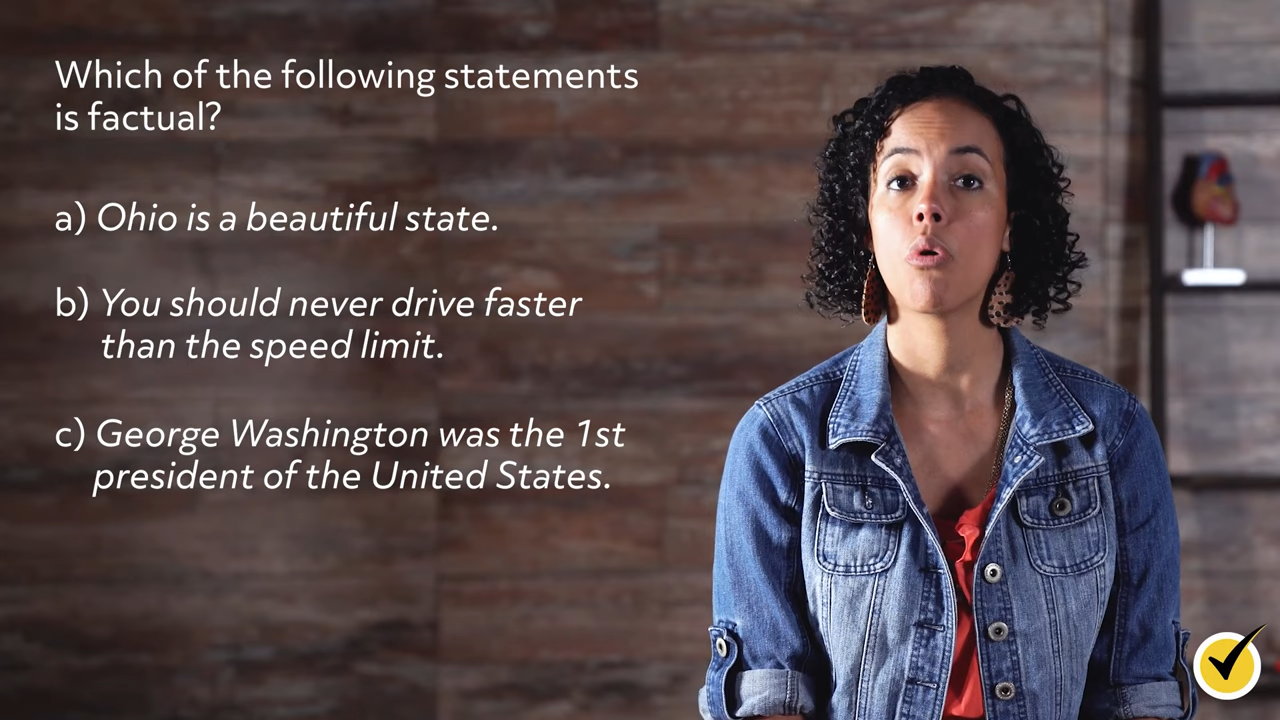 Which of the following statements
is factual?
a) Ohio is a beautiful state.
b) You should never drive faster
than the speed limit.
c) George Washington was the 1st
president of the United States.